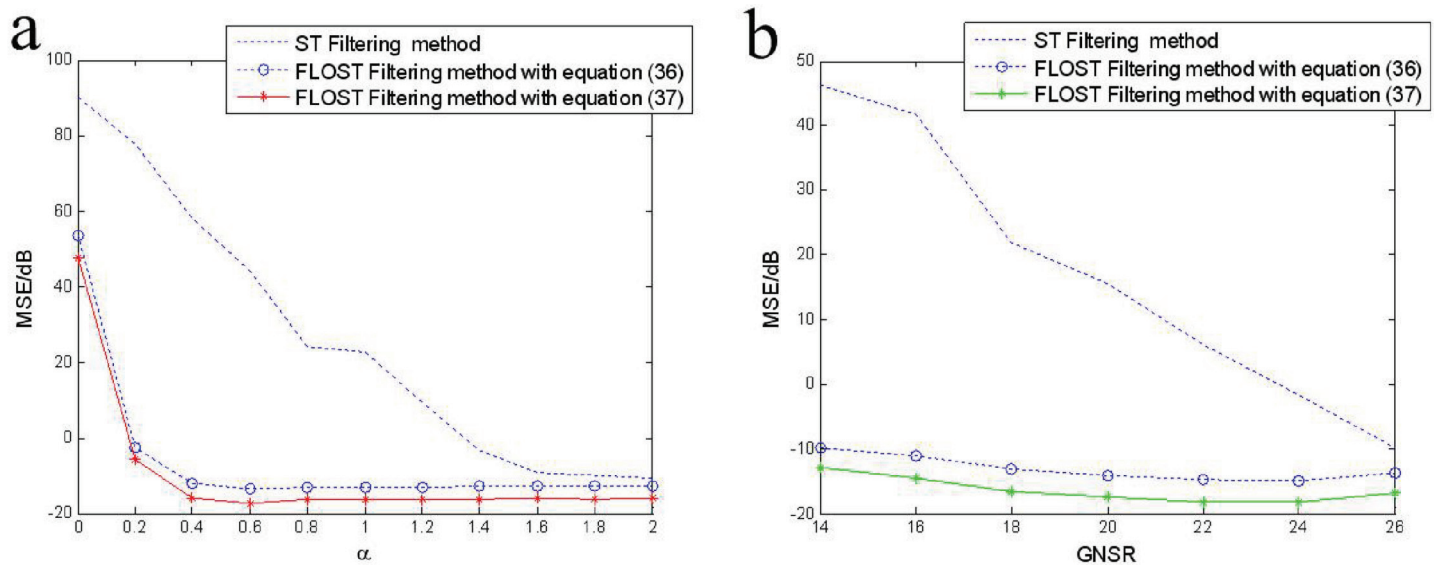 a
ST Filtering method
FLOST Filtering method with equation (36)
FLOST Filtering method with equation (37)
100
80
60
40
20
0
-20
MSE/dB
0 0.2 0.4 0.6 0.8 1 1.2 1.4 1.6 1.8 2
α
b
ST Filtering method
FLOST Filtering method with equation (36)
FLOST Filtering method with equation (37)
50
40
30
20
10
0
-10
-20
MSE/dB
14 16 18 20 22 24 26
GNSR